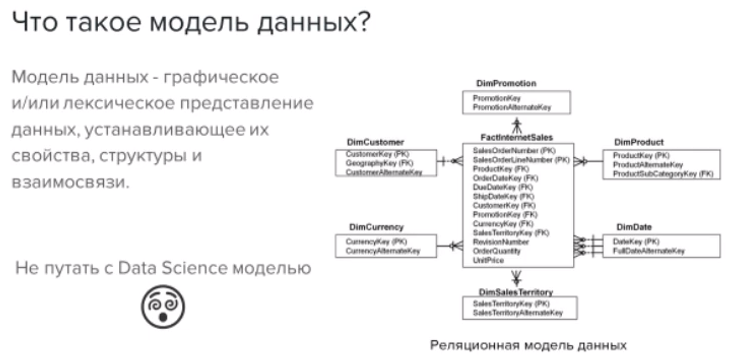 Что такое модель данных?
Модель данных - графическое
и/или лексическое представление
данных, устанавливающее их
свойства, структуры и
взаимосвязи.
Не путать с Data Science моделью
DimPromotion
PromotionKey
PromotionAlternateKey
DimCustomer
CustomerKey (PK)
GeographyKey (FK)
CustomerAlternateKey
FactInternetSales
SalesOrderNumber (PK)
SalesOrderLineNumber (PK)
ProductKey (FK)
OrderDateKey (FK)
DueDateKey (FK)
ShipDateKey (FK)
CustomerKey (FK)
PromotionKey (FK)
CurrencyKey (FK)
SalesTerritoryKey (FK)
RevisionNumber
OrderQuantity
UnitPrice
DimProduct
ProductKey (PK)
ProductAlternateKey
ProductSubCategoryKey (FK)
DimCurrency
CurrencyKey (PK)
CurrencyAlternateKey
DimDate
DateKey (PK)
FullDateAlternateKey
DimSalesTerritory
SalesTerritoryKey (PK)
SalesTerritoryAlternateKey
Реляционная модель данных